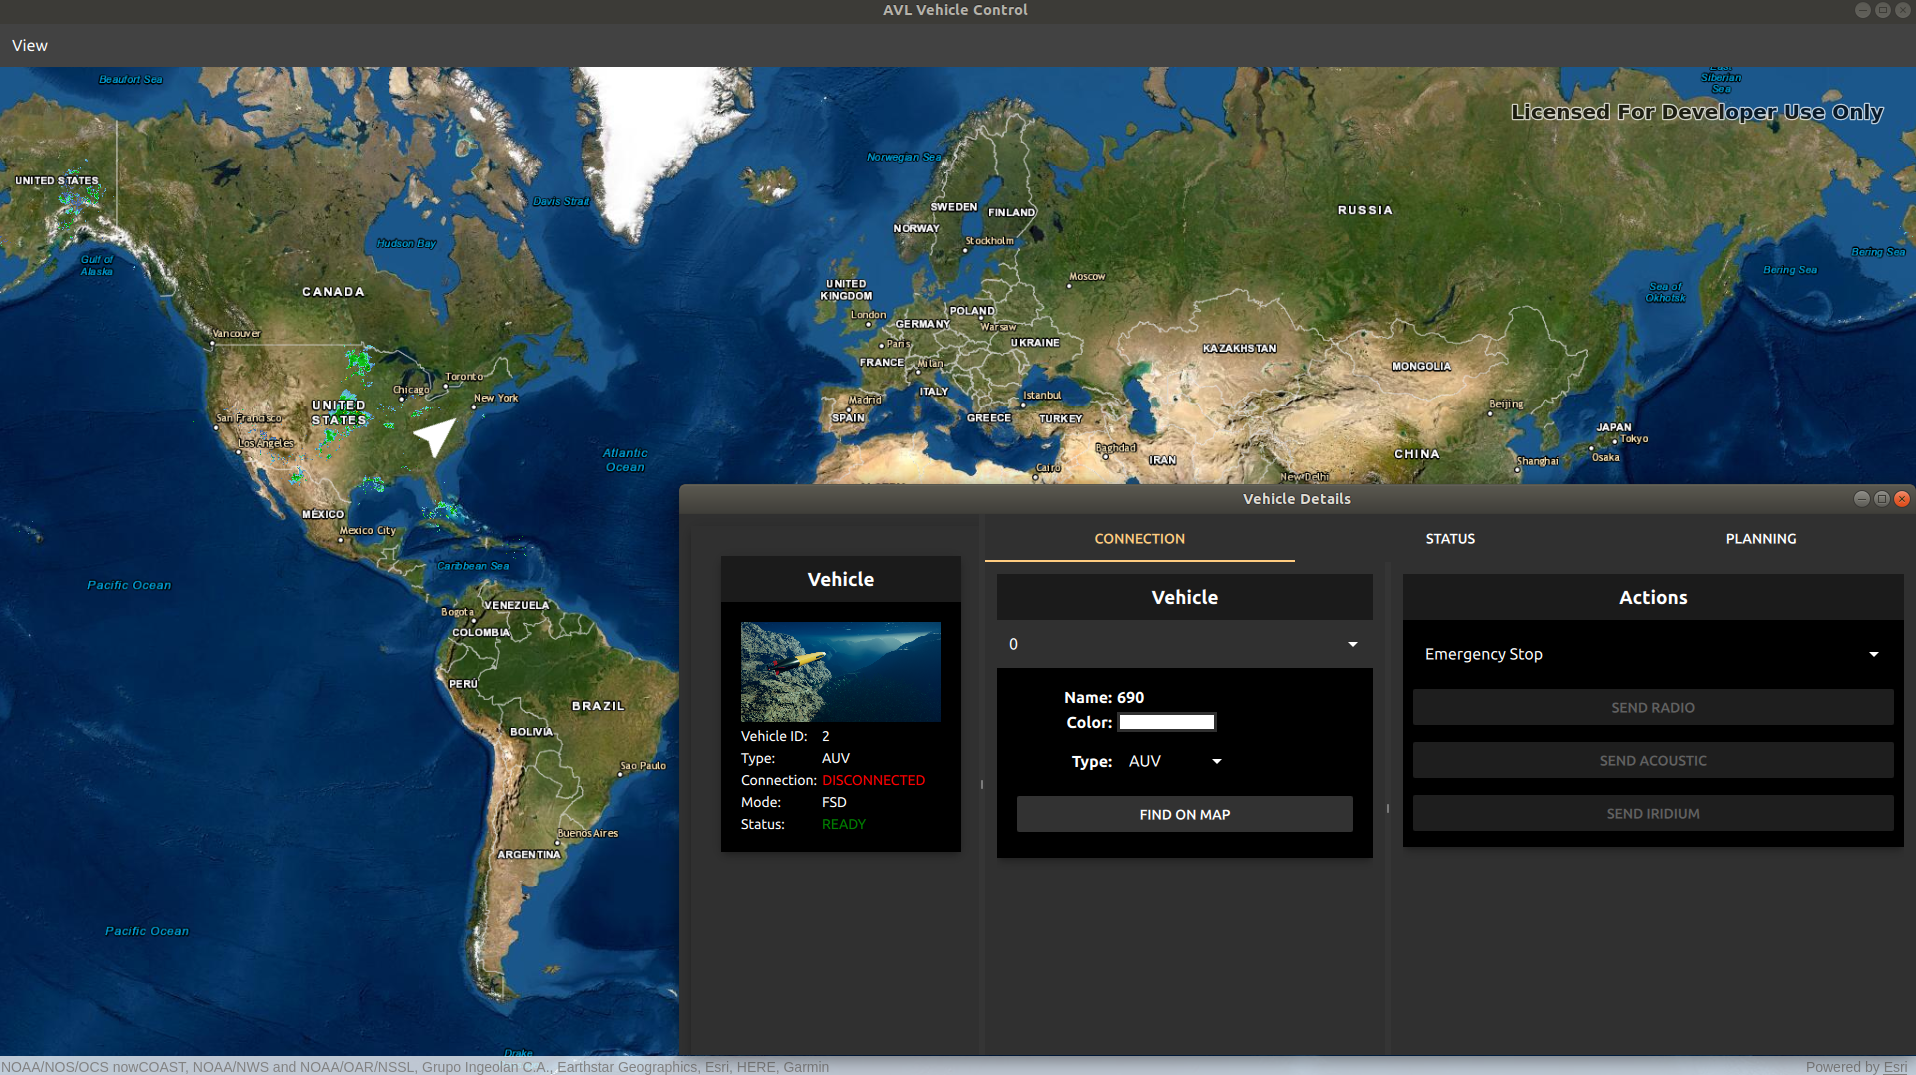 AVL Vehicle Control
View
Beaufort Sea
East Siberian Sea
Licensed For Developer Use Only
Norwegian Sea
UNITED STATES
Davis Strait
SWEDEN
FINLAND
RUSSIA
NORWAY
Stockholm
Hudson Bay
Gulf of Alaska
Bering Sea
Bering Sea
Moscow
CANADA
UNITED KINGDOM
Sea of Okhotsk
London
POLAND
GERMANY
Warsaw
Vancouver
Paris
UKRAINE
KAZAKHSTAN
FRANCE
Milan
MONGOLIA
Toronto
Chicago
ITALY
Istanbul
New York
UNITED STATES
Madrid
Beijing
San Francisco
SPAIN
GREECE
TURKEY
JAPAN
Tokyo
Los Angeles
Baghdad
Atlantic Ocean
CHINA
Osaka
IRAN
Shanghai
Cairo
New Delhi
MÉXICO
Mexico City
Caribbean Sea
Pacific Ocean
VENEZUELA
Bogota
COLOMBIA
PERÚ
BRAZIL
BOLIVIA
Sao Paulo
Buenos Aires
ARGENTINA
Pacific Ocean
Drake
Vehicle Details
Vehicle
Vehicle ID: 2
Type: AUV
Connection: DISCONNECTED
Mode: FSD
Status: READY
CONNECTION
STATUS
PLANNING
Vehicle
0
Name: 690
Color:
Type: AUV
FIND ON MAP
Actions
Emergency Stop
SEND RADIO
SEND ACOUSTIC
SEND IRIDIUM
NOAA/NOS/OCS nowCOAST, NOAA/NWS and NOAA/OAR/NSSL, Grupo Ingeolan C.A., Earthstar Geographics, Esri, HERE, Garmin
Powered by Esri